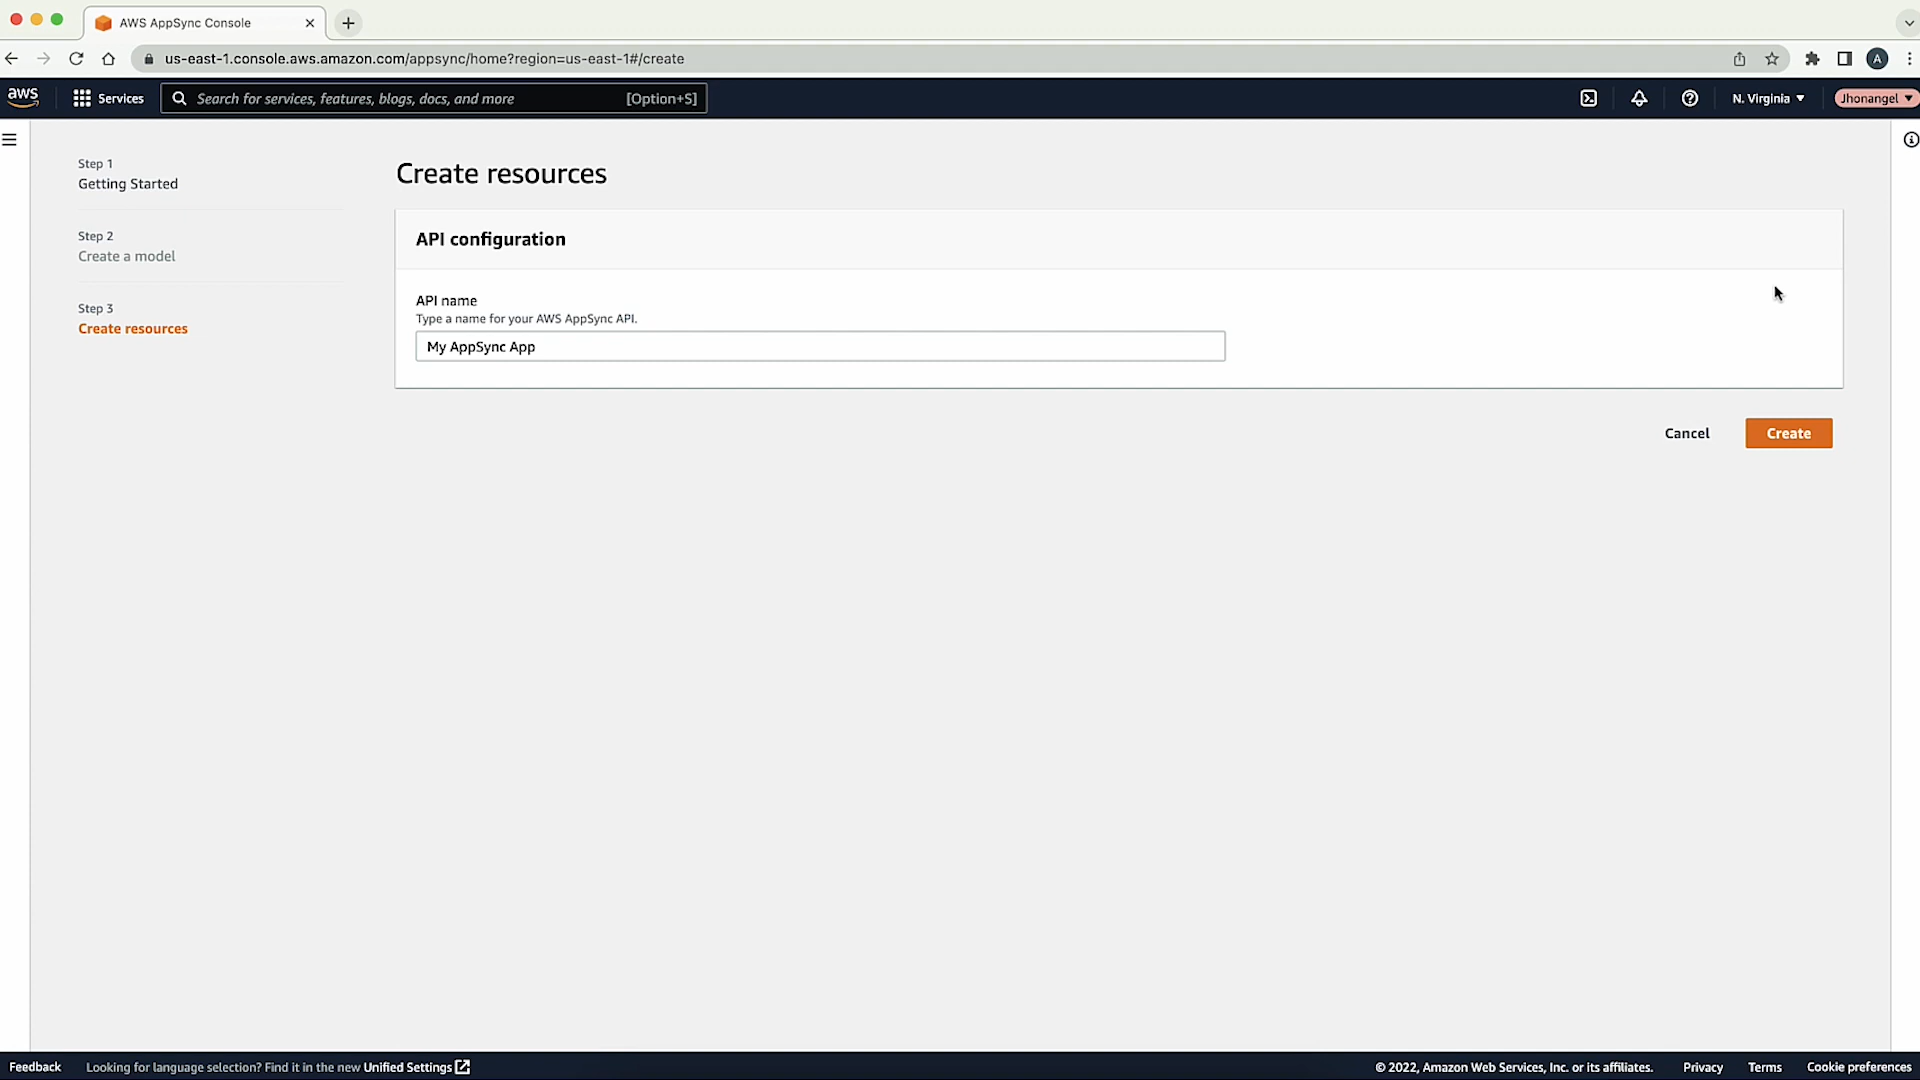 AWS AppSync Console
us-east-1.console.aws.amazon.com/appsync/home?region=us-east-1#/create
A
aws
Services
Search for services, features, blogs, docs, and more
[Option+S]
N. Virginia
Jhonangel
Step 1
Getting Started
Step 2
Create a model
Step 3
Create resources
Create resources
API configuration
API name
Type a name for your AWS AppSync API.
My AppSync App
Cancel
Create
Feedback
Looking for language selection? Find it in the new Unified Settings
© 2022, Amazon Web Services, Inc. or its affiliates.
Privacy
Terms
Cookie preferences